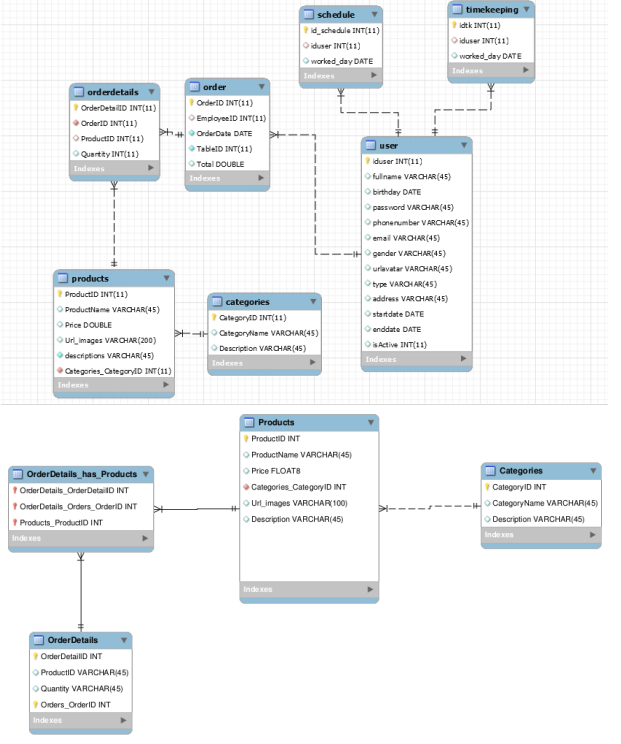 schedule
id_schedule INT(11)
iduser INT(11)
worked_day DATE
Indexes
timekeeping
idtk INT(11)
iduser INT(11)
worked_day DATE
Indexes
orderdetails
OrderDetailID INT(11)
OrderID INT(11)
ProductID INT(11)
Quantity INT(11)
Indexes
order
OrderID INT(11)
EmployeeID INT(11)
OrderDate DATE
TableID INT(11)
Total DOUBLE
Indexes
user
iduser INT(11)
fullname VARCHAR(45)
birthday DATE
password VARCHAR(45)
phonenumber VARCHAR(45)
email VARCHAR(45)
gender VARCHAR(45)
urlavatar VARCHAR(45)
type VARCHAR(45)
address VARCHAR(45)
startdate DATE
enddate DATE
isActive INT(11)
Indexes
products
ProductID INT(11)
ProductName VARCHAR(45)
Price DOUBLE
Url_images VARCHAR(200)
descriptions VARCHAR(45)
Categories_CategoryID INT(11)
Indexes
categories
CategoryID INT(11)
CategoryName VARCHAR(45)
Description VARCHAR(45)
Indexes
Products
ProductID INT
ProductName VARCHAR(45)
Price FLOAT8
Categories_CategoryID INT
Url_images VARCHAR(100)
Description VARCHAR(45)
Indexes
OrderDetails_has_Products
OrderDetails_OrderDetailID INT
OrderDetails_Orders_OrderID INT
Products_ProductID INT
Indexes
Categories
CategoryID INT
CategoryName VARCHAR(45)
Description VARCHAR(45)
Indexes
OrderDetails
OrderDetailID INT
ProductID VARCHAR(45)
Quantity VARCHAR(45)
Orders_OrderID INT
Indexes